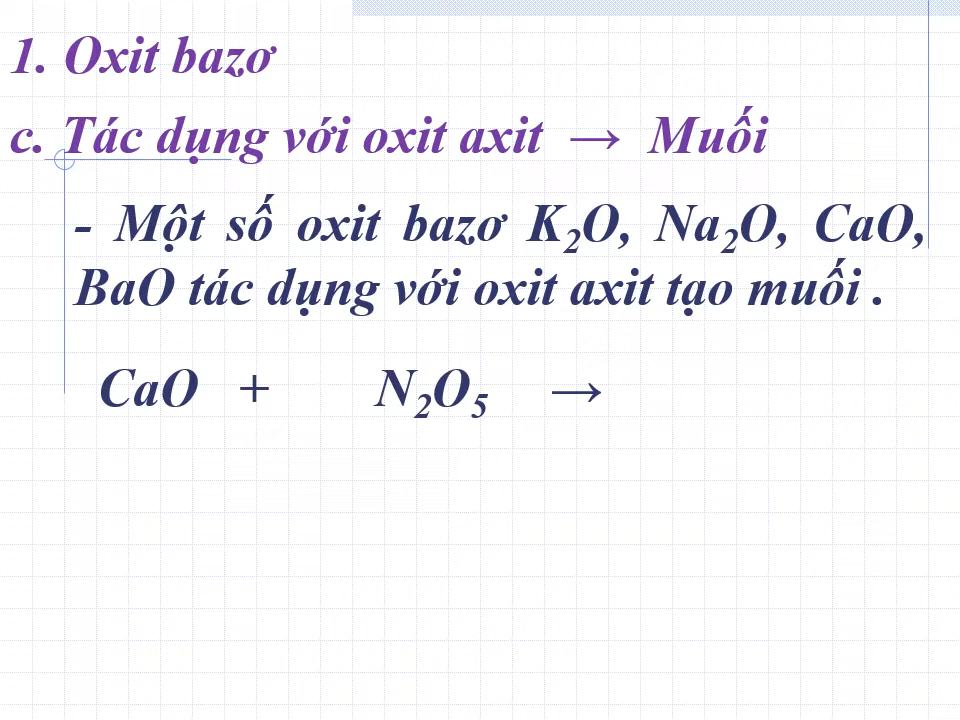 1. Oxit bazơ
c. Tác dụng với oxit axit → Muối
- Một số oxit bazơ K₂O, Na₂O, CaO,
BaO tác dụng với oxit axit tạo muối .
CaO + N₂O₅ →